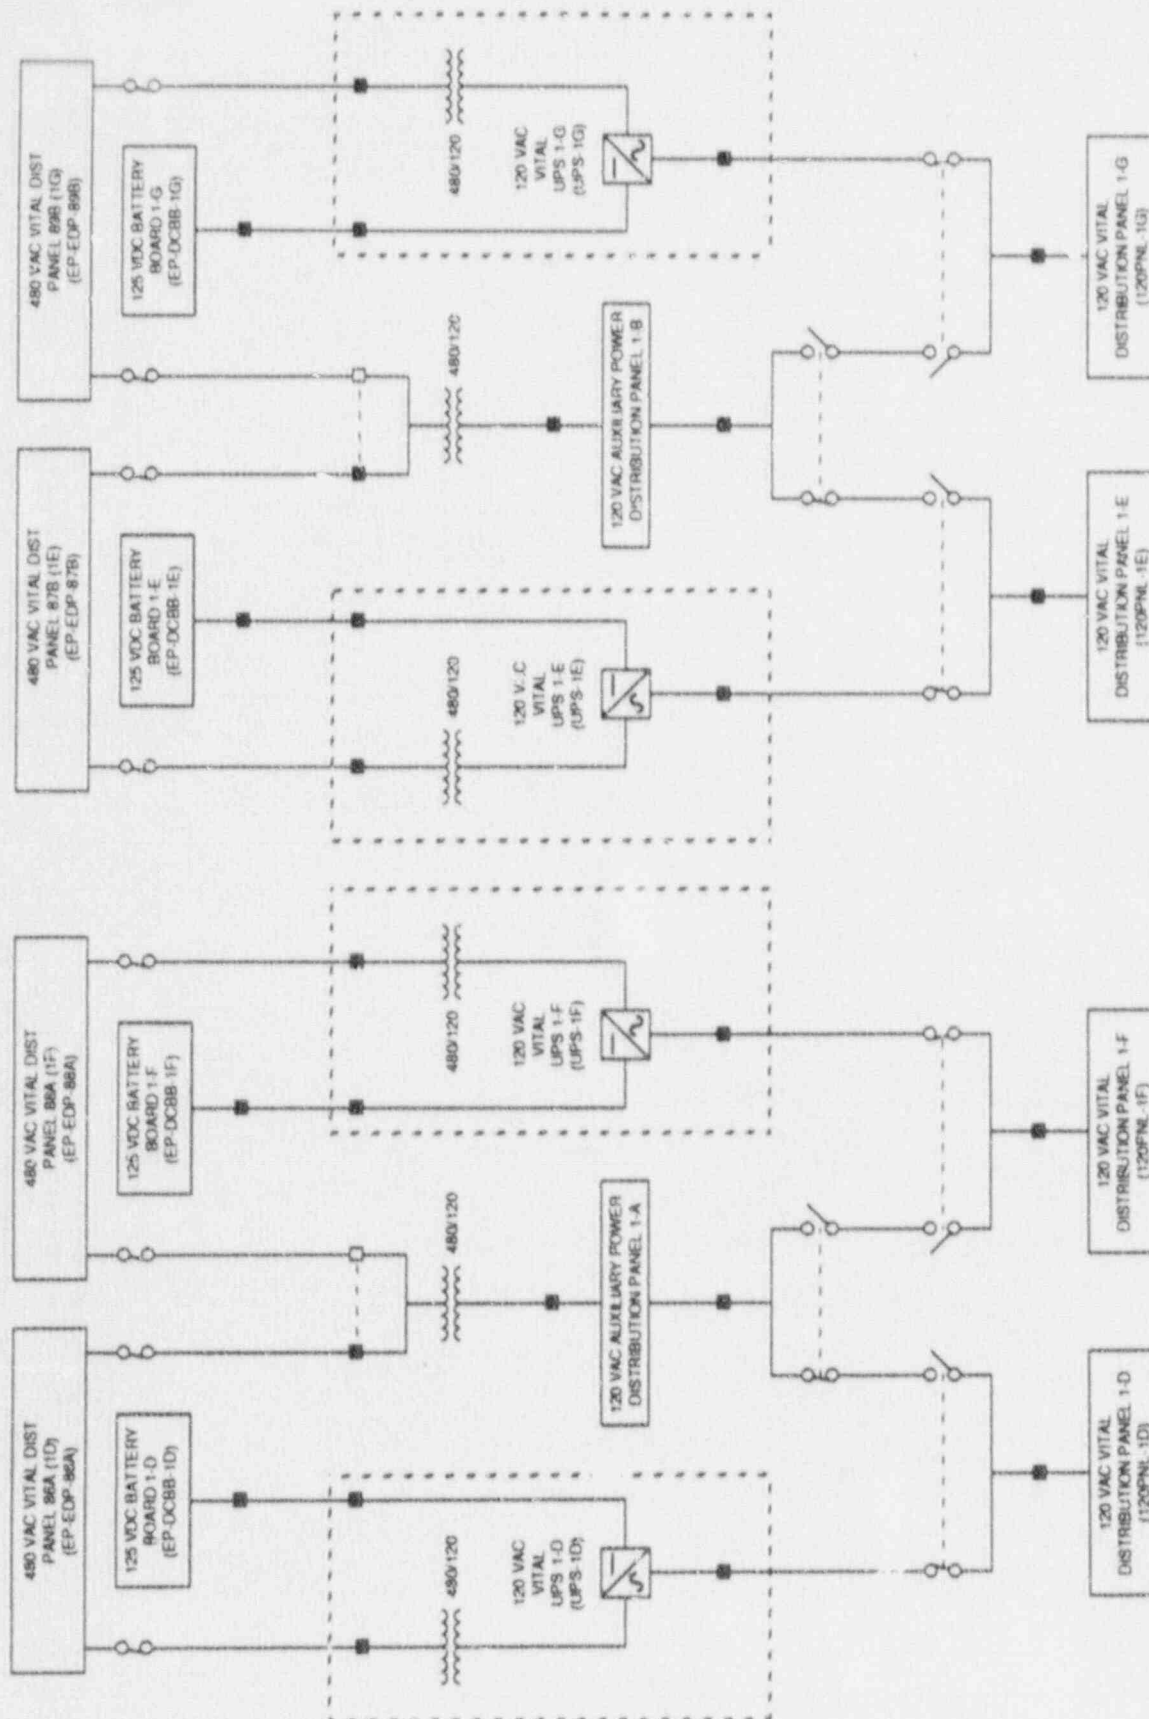 480 VAC VITAL DIST
PANEL 86A (1D)
(EP-EDP-86A)
480 VAC VITAL DIST
PANEL 88A (1F)
(EP-EDP-88A)
480 VAC VITAL DIST
PANEL 87B (1E)
(EP-EDP-87B)
480 VAC VITAL DIST
PANEL 89B (1G)
(EP-EDP-89B)
125 VDC BATTERY
BOARD 1-D
(EP-DCBB-1D)
125 VDC BATTERY
BOARD 1-F
(EP-DCBB-1F)
125 VDC BATTERY
BOARD 1-E
(EP-DCBB-1E)
125 VDC BATTERY
BOARD 1-G
(EP-DCBB-1G)
480/120
480/120
480/120
480/120
480/120
480/120
120 VAC
VITAL
UPS 1-D
(UPS-1D)
120 VAC
VITAL
UPS 1-F
(UPS-1F)
120
VITAL
UPS 1-E
(UPS-1E)
120 VAC
VITAL
UPS 1-G
(UPS-1G)
120 VAC AUXILIARY POWER
DISTRIBUTION PANEL 1-A
120 VAC AUXILIARY POWER
DISTRIBUTION PANEL 1-B
120 VAC VITAL
DISTRIBUTION PANEL 1-D
(120PNL-1D)
120 VAC VITAL
DISTRIBUTION PANEL 1-F
(120PNL-1F)
120 VAC VITAL
DISTRIBUTION PANEL 1-E
(120PNL-1E)
120 VAC VITAL
DISTRIBUTION PANEL 1-G
(120PNL-1G)